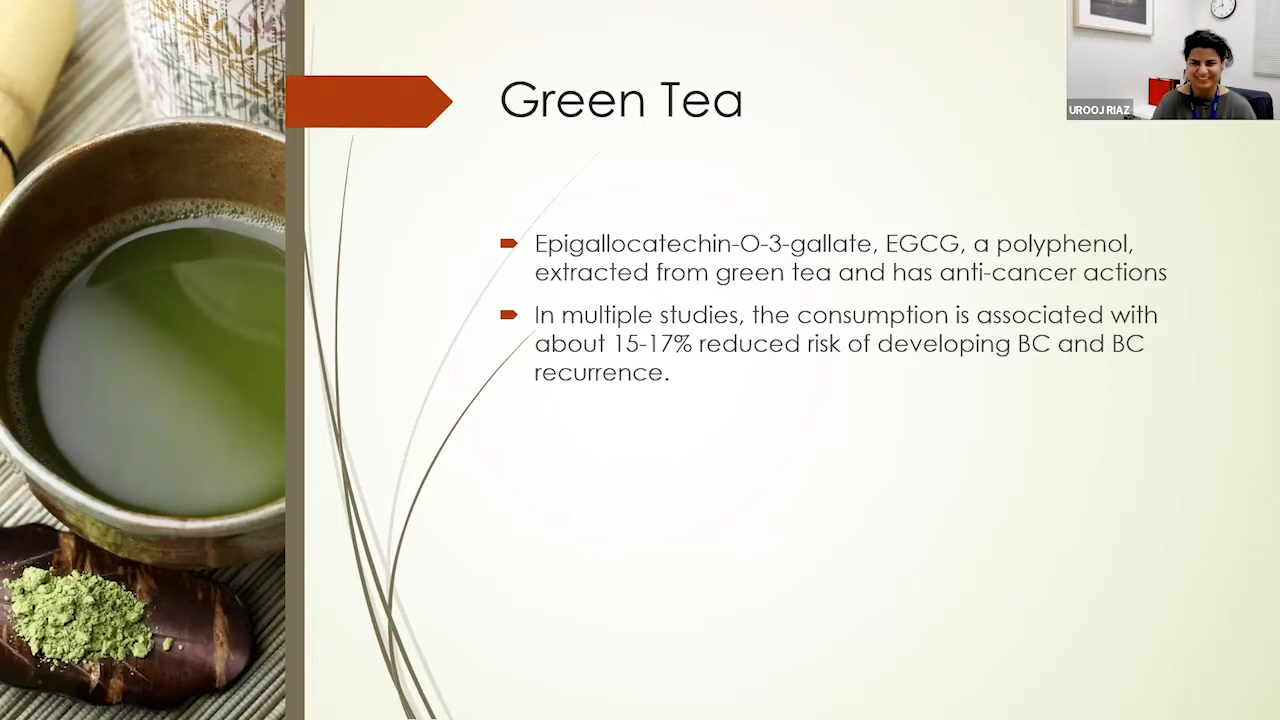 Green Tea
UROOJ RIAZ
Epigallocatechin-O-3-gallate, EGCG, a polyphenol,
extracted from green tea and has anti-cancer actions
In multiple studies, the consumption is associated with
about 15-17% reduced risk of developing BC and BC
recurrence.